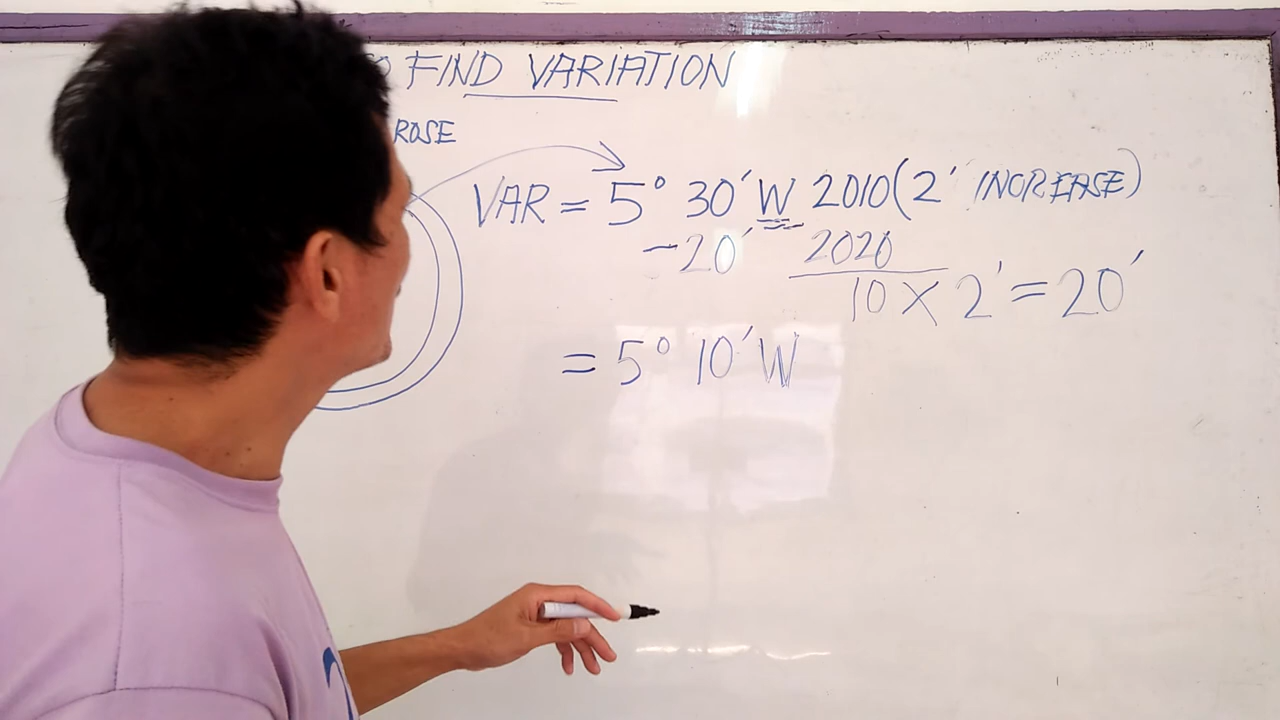 O FIND VARIATION
ROSE
VAR = 5° 30′ W 2010 (2′ INCREASE)
-20′ 2020
10 X 2′ = 20′
= 5° 10′ W